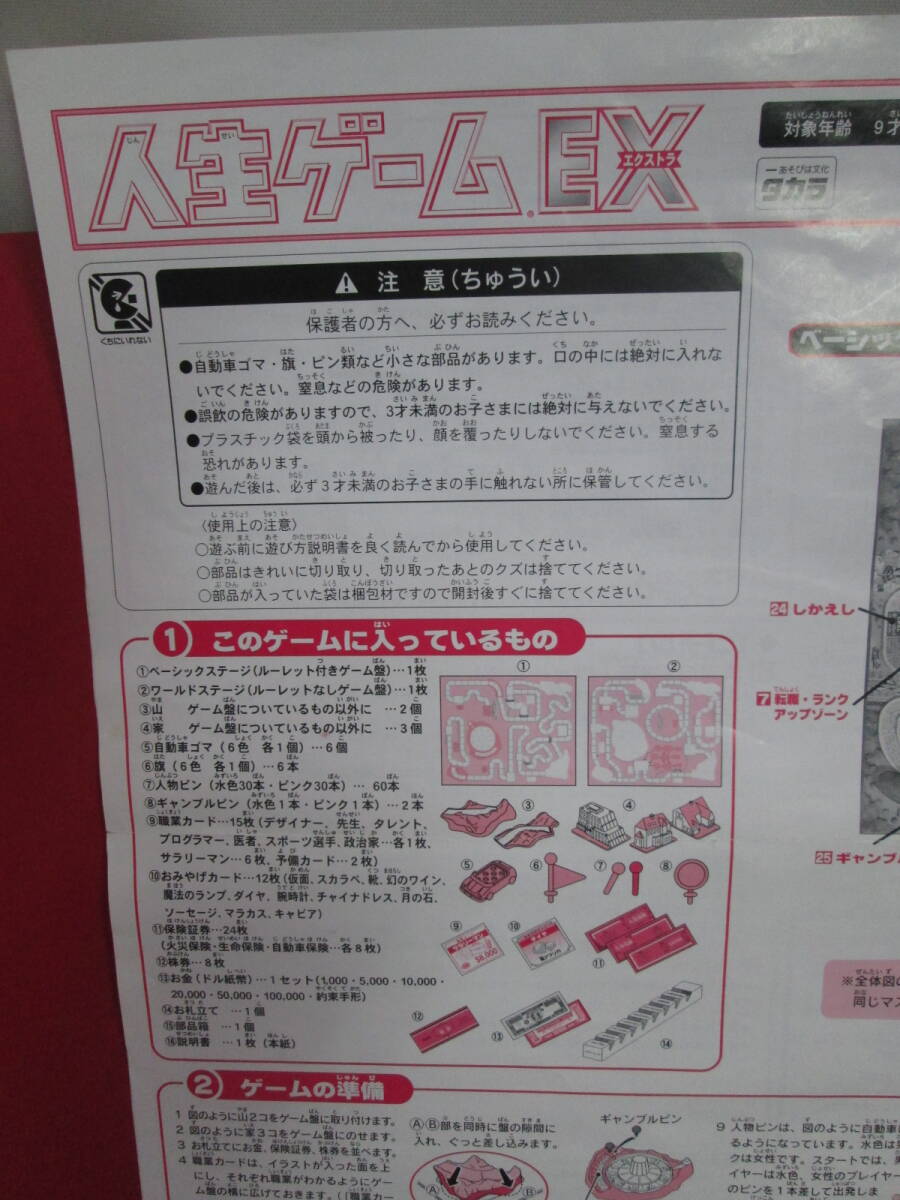 人生ゲーム.EX
エクストラ
対象年齢 9才
ーあそびは文化
タカラ
くちにいれない
注 意(ちゅうい)
保護者の方へ、必ずお読みください。
●自動車ゴマ・旗・ピン類など小さな部品があります。口の中には絶対に入れな
いでください。窒息などの危険があります。
●誤飲の危険がありますので、3才未満のお子さまには絶対に与えないでください。
●プラスチック袋を頭から被ったり、顔を覆ったりしないでください。窒息する
恐れがあります。
●遊んだ後は、必ず3才未満のお子さまの手に触れない所に保管してください。
〈使用上の注意〉
○遊ぶ前に遊び方説明書を良く読んでから使用してください。
○部品はきれいに切り取り、切り取ったあとのクズは捨ててください。
○部品が入っていた袋は梱包材ですので開封後すぐに捨ててください。
① このゲームに入っているもの
①ベーシックステージ(ルーレット付きゲーム盤)…1枚
②ワールドステージ(ルーレットなしゲーム盤)…1枚
③山 ゲーム盤についているもの以外に …2個
④家 ゲーム盤についているもの以外に …3個
⑤自動車ゴマ(6色 各1個)…6個
⑥旗(6色 各1個)…6本
⑦人物ピン(水色30本・ピンク30本)… 60本
⑧ギャンブルピン(水色1本・ピンク1本)…2本
⑨職業カード…15枚(デザイナー、先生、タレント、
プログラマー、医者、スポーツ選手、政治家…各1枚、
サラリーマン…6枚、予備カード…2枚)
⑩おみやげカード…12枚(仮面、スカラベ、靴、幻のワイン、
魔法のランプ、ダイヤ、腕時計、チャイナドレス、月の石、
ソーセージ、マラカス、キャビア)
⑪保険証券…24枚
(火災保険・生命保険・自動車保険…各8枚)
⑫株券…8枚
⑬お金(ドル紙幣)…1セット(1,000・5,000・10,000・
20,000・50,000・100,000・約束手形)
⑭お札立て …1個
⑮部品箱 …1個
⑯説明書 …1枚(本紙)
①
②
③
④
⑤
⑥
⑦
⑧
⑨
⑩
⑪
⑫
⑬
⑭
ベーシック
24 しかえし
7 転職・ランク
アップゾーン
25 ギャンブル
※全体図の
同じマス
② ゲームの準備
1 図のように山2コをゲーム盤に取り付けます。
2 図のように家3コをゲーム盤にのせます。
3 お札立てにお金、保険証券、株券を並べます。
4 職業カードは、イラストが入った面を上
にし、それぞれ職業がわかるようにゲー
ム盤の横に広げておきます。(「職業カー
Ⓐ Ⓑ部を同時に盤の隙間に
入れ、ぐっと差し込みます。
Ⓐ
Ⓑ
ギャンブルピン
9 人物ピンは、図のように自動車
るようになっています。水色は男
クは女性です。スタートでは、男
イヤーは水色、女性のプレイヤー
のピンを1本差して出発しま